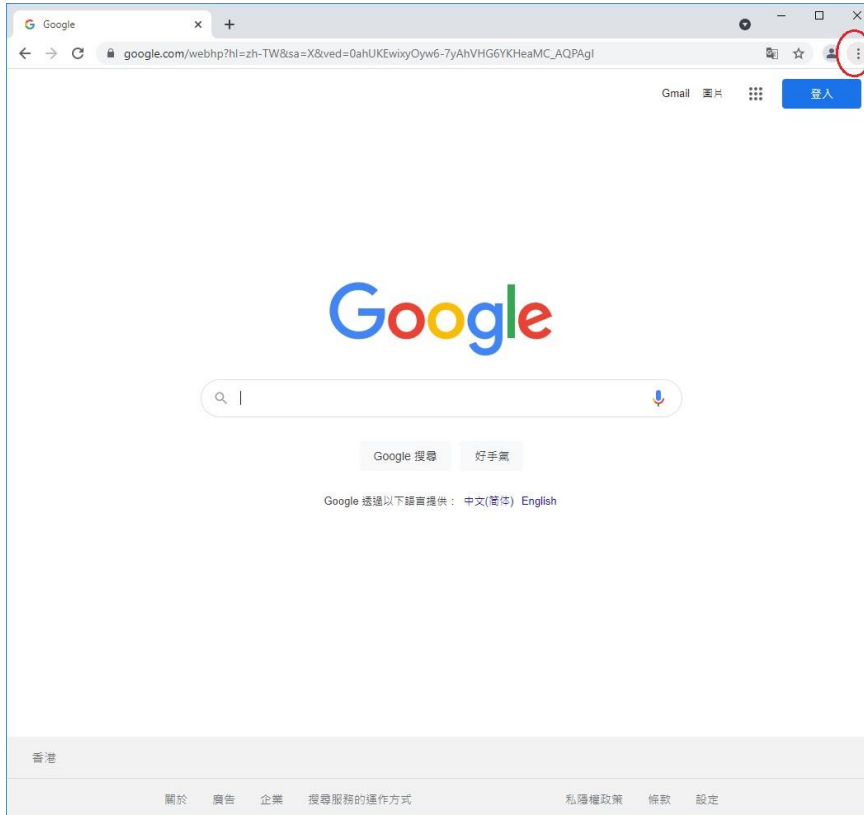 Google
google.com/webhp?hl=zh-TW&sa=X&ved=0ahUKEwixyOyw6-7yAhVHG6YKHeaMC_AQPAgI
Gmail 圖片 登入
Google
Google 搜尋 好手氣
Google 透過以下語言提供： 中文(简体) English
香港
關於 廣告 企業 搜尋服務的運作方式 私隱權政策 條款 設定